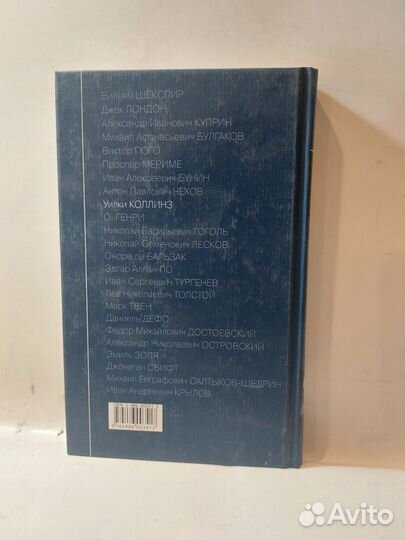 Вильям ШЕКСПИР
Джек ЛОНДОН
Александр Иванович КУПРИН
Михаил Афанасьевич БУЛГАКОВ
Виктор ГЮГО
Проспер МЕРИМЕ
Иван Алексеевич БУНИН
Антон Павлович ЧЕХОВ
Уилки КОЛЛИНЗ
О. ГЕНРИ
Николай Васильевич ГОГОЛЬ
Николай Семенович ЛЕСКОВ
Оноре де БАЛЬЗАК
Эдгар Аллан ПО
Иван Сергеевич ТУРГЕНЕВ
Лев Николаевич ТОЛСТОЙ
Марк ТВЕН
Даниель ДЕФО
Федор Михайлович ДОСТОЕВСКИЙ
Александр Николаевич ОСТРОВСКИЙ
Эмиль ЗОЛЯ
Джонатан СВИФТ
Михаил Евграфович САЛТЫКОВ-ЩЕДРИН
Иван Андреевич КРЫЛОВ
ISBN
Avito